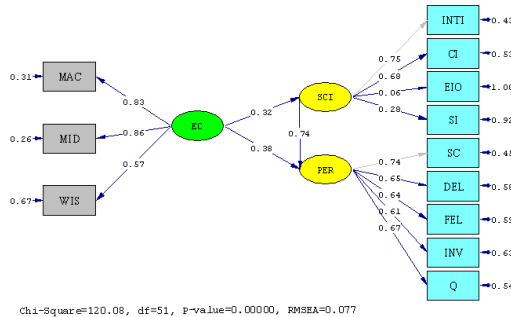 INTI
0.43
0.75
CI
0.53
0.31
MAC
0.68
0.83
EIO
1.00
0.06
SCI
0.32
SI
0.92
0.28
EC
0.26
MID
0.86
0.74
0.38
SC
0.45
0.74
PER
0.57
0.65
DEL
0.58
0.64
0.67
WIS
FEL
0.59
0.61
0.67
INV
0.63
Q
0.54
Chi-Square=120.08, df=51, P-value=0.00000, RMSEA=0.077